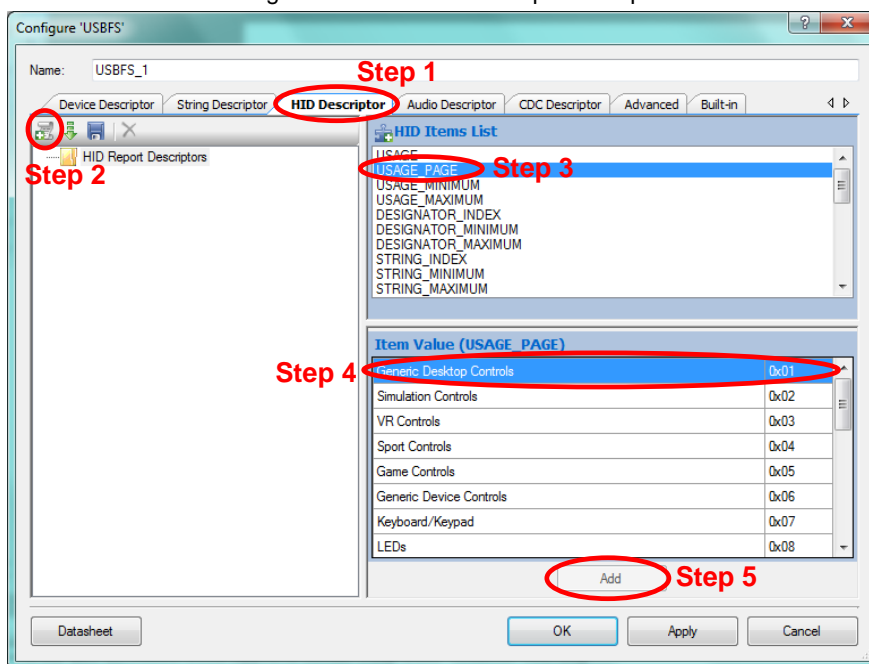 Configure 'USBFS'
Name: USBFS_1
Step 1
Device Descriptor String Descriptor HID Descriptor Audio Descriptor CDC Descriptor Advanced Built-in
HID Report Descriptors
Step 2
HID Items List
USAGE
USAGE_PAGE
Step 3
USAGE_MINIMUM
USAGE_MAXIMUM
DESIGNATOR_INDEX
DESIGNATOR_MINIMUM
DESIGNATOR_MAXIMUM
STRING_INDEX
STRING_MINIMUM
STRING_MAXIMUM
Item Value (USAGE_PAGE)
Step 4
Generic Desktop Controls 0x01
Simulation Controls 0x02
VR Controls 0x03
Sport Controls 0x04
Game Controls 0x05
Generic Device Controls 0x06
Keyboard/Keypad 0x07
LEDs 0x08
Add
Step 5
Datasheet OK Apply Cancel